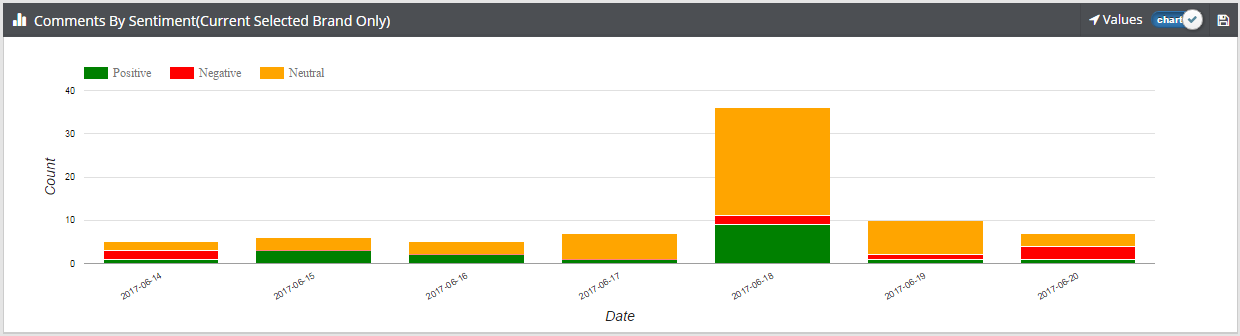 Comments By Sentiment(Current Selected Brand Only)
Values
chart
Positive
Negative
Neutral
40
30
20
10
0
Count
2017-06-14
2017-06-15
2017-06-16
2017-06-17
2017-06-18
2017-06-19
2017-06-20
Date